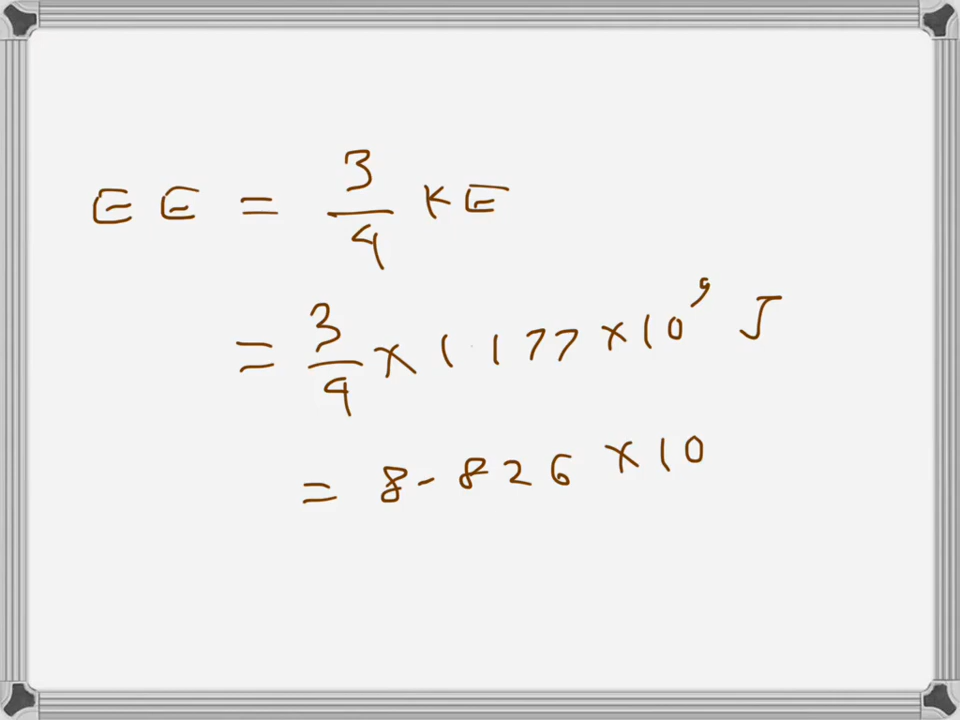 EE = 3/4 KE
= 3/4 × 1.177 × 10⁹ J
= 8.826 × 10